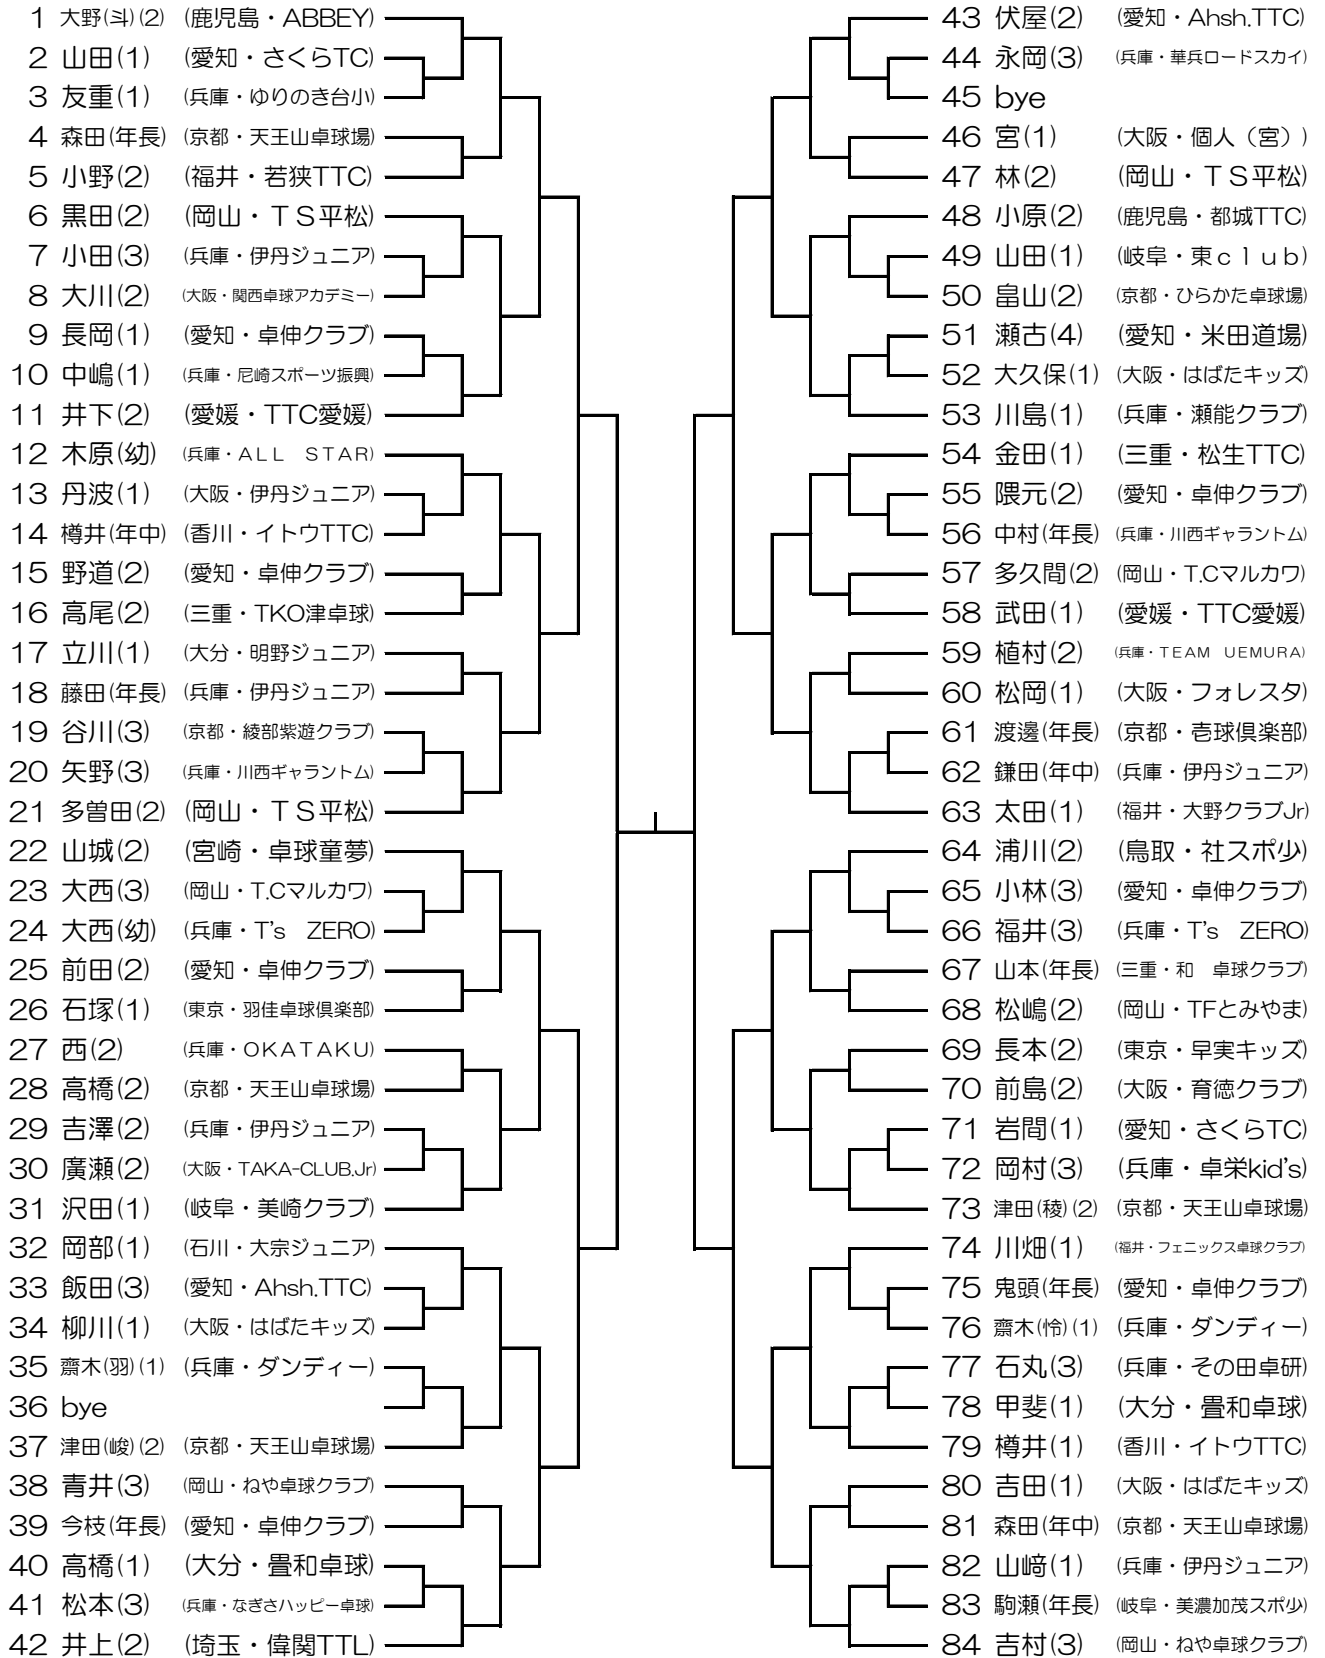 1 大野(斗)(2) (鹿児島・ABBEY)
2 山田(1) (愛知・さくらTC)
3 友重(1) (兵庫・ゆりのき台小)
4 森田(年長) (京都・天王山卓球場)
5 小野(2) (福井・若狭TTC)
6 黒田(2) (岡山・ＴＳ平松)
7 小田(3) (兵庫・伊丹ジュニア)
8 大川(2) (大阪・関西卓球アカデミー)
9 長岡(1) (愛知・卓伸クラブ)
10 中嶋(1) (兵庫・尼崎スポーツ振興)
11 井下(2) (愛媛・TTC愛媛)
12 木原(幼) (兵庫・ＡＬＬ　ＳＴＡＲ)
13 丹波(1) (大阪・伊丹ジュニア)
14 樽井(年中) (香川・イトウTTC)
15 野道(2) (愛知・卓伸クラブ)
16 高尾(2) (三重・TKO津卓球)
17 立川(1) (大分・明野ジュニア)
18 藤田(年長) (兵庫・伊丹ジュニア)
19 谷川(3) (京都・綾部紫遊クラブ)
20 矢野(3) (兵庫・川西ギャラントム)
21 多曽田(2) (岡山・ＴＳ平松)
22 山城(2) (宮崎・卓球童夢)
23 大西(3) (岡山・T.Cマルカワ)
24 大西(幼) (兵庫・T's　ZERO)
25 前田(2) (愛知・卓伸クラブ)
26 石塚(1) (東京・羽佳卓球倶楽部)
27 西(2) (兵庫・ＯＫＡＴＡＫＵ)
28 高橋(2) (京都・天王山卓球場)
29 吉澤(2) (兵庫・伊丹ジュニア)
30 廣瀬(2) (大阪・TAKA-CLUB.Jr)
31 沢田(1) (岐阜・美崎クラブ)
32 岡部(1) (石川・大宗ジュニア)
33 飯田(3) (愛知・Ahsh.TTC)
34 柳川(1) (大阪・はばたキッズ)
35 齋木(羽)(1) (兵庫・ダンディー)
36 bye
37 津田(峻)(2) (京都・天王山卓球場)
38 青井(3) (岡山・ねや卓球クラブ)
39 今枝(年長) (愛知・卓伸クラブ)
40 高橋(1) (大分・畳和卓球)
41 松本(3) (兵庫・なぎさハッピー卓球)
42 井上(2) (埼玉・偉関TTL)
43 伏屋(2) (愛知・Ahsh.TTC)
44 永岡(3) (兵庫・華兵ロードスカイ)
45 bye
46 宮(1) (大阪・個人（宮）)
47 林(2) (岡山・ＴＳ平松)
48 小原(2) (鹿児島・都城TTC)
49 山田(1) (岐阜・東ｃｌｕｂ)
50 畠山(2) (京都・ひらかた卓球場)
51 瀬古(4) (愛知・米田道場)
52 大久保(1) (大阪・はばたキッズ)
53 川島(1) (兵庫・瀬能クラブ)
54 金田(1) (三重・松生TTC)
55 隈元(2) (愛知・卓伸クラブ)
56 中村(年長) (兵庫・川西ギャラントム)
57 多久間(2) (岡山・T.Cマルカワ)
58 武田(1) (愛媛・TTC愛媛)
59 植村(2) (兵庫・ＴＥＡＭ　ＵＥＭＵＲＡ)
60 松岡(1) (大阪・フォレスタ)
61 渡邊(年長) (京都・壱球倶楽部)
62 鎌田(年中) (兵庫・伊丹ジュニア)
63 太田(1) (福井・大野クラブJr)
64 浦川(2) (鳥取・社スポ少)
65 小林(3) (愛知・卓伸クラブ)
66 福井(3) (兵庫・T's　ZERO)
67 山本(年長) (三重・和　卓球クラブ)
68 松嶋(2) (岡山・TFとみやま)
69 長本(2) (東京・早実キッズ)
70 前島(2) (大阪・育徳クラブ)
71 岩間(1) (愛知・さくらTC)
72 岡村(3) (兵庫・卓栄kid's)
73 津田(稜)(2) (京都・天王山卓球場)
74 川畑(1) (福井・フェニックス卓球クラブ)
75 鬼頭(年長) (愛知・卓伸クラブ)
76 齋木(怜)(1) (兵庫・ダンディー)
77 石丸(3) (兵庫・その田卓研)
78 甲斐(1) (大分・畳和卓球)
79 樽井(1) (香川・イトウTTC)
80 吉田(1) (大阪・はばたキッズ)
81 森田(年中) (京都・天王山卓球場)
82 山﨑(1) (兵庫・伊丹ジュニア)
83 駒瀬(年長) (岐阜・美濃加茂スポ少)
84 吉村(3) (岡山・ねや卓球クラブ)